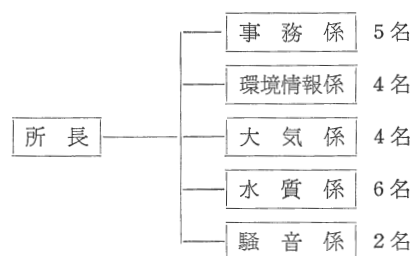 事務係 5名
環境情報係 4名
所長 大気係 4名
水質係 6名
騒音係 2名